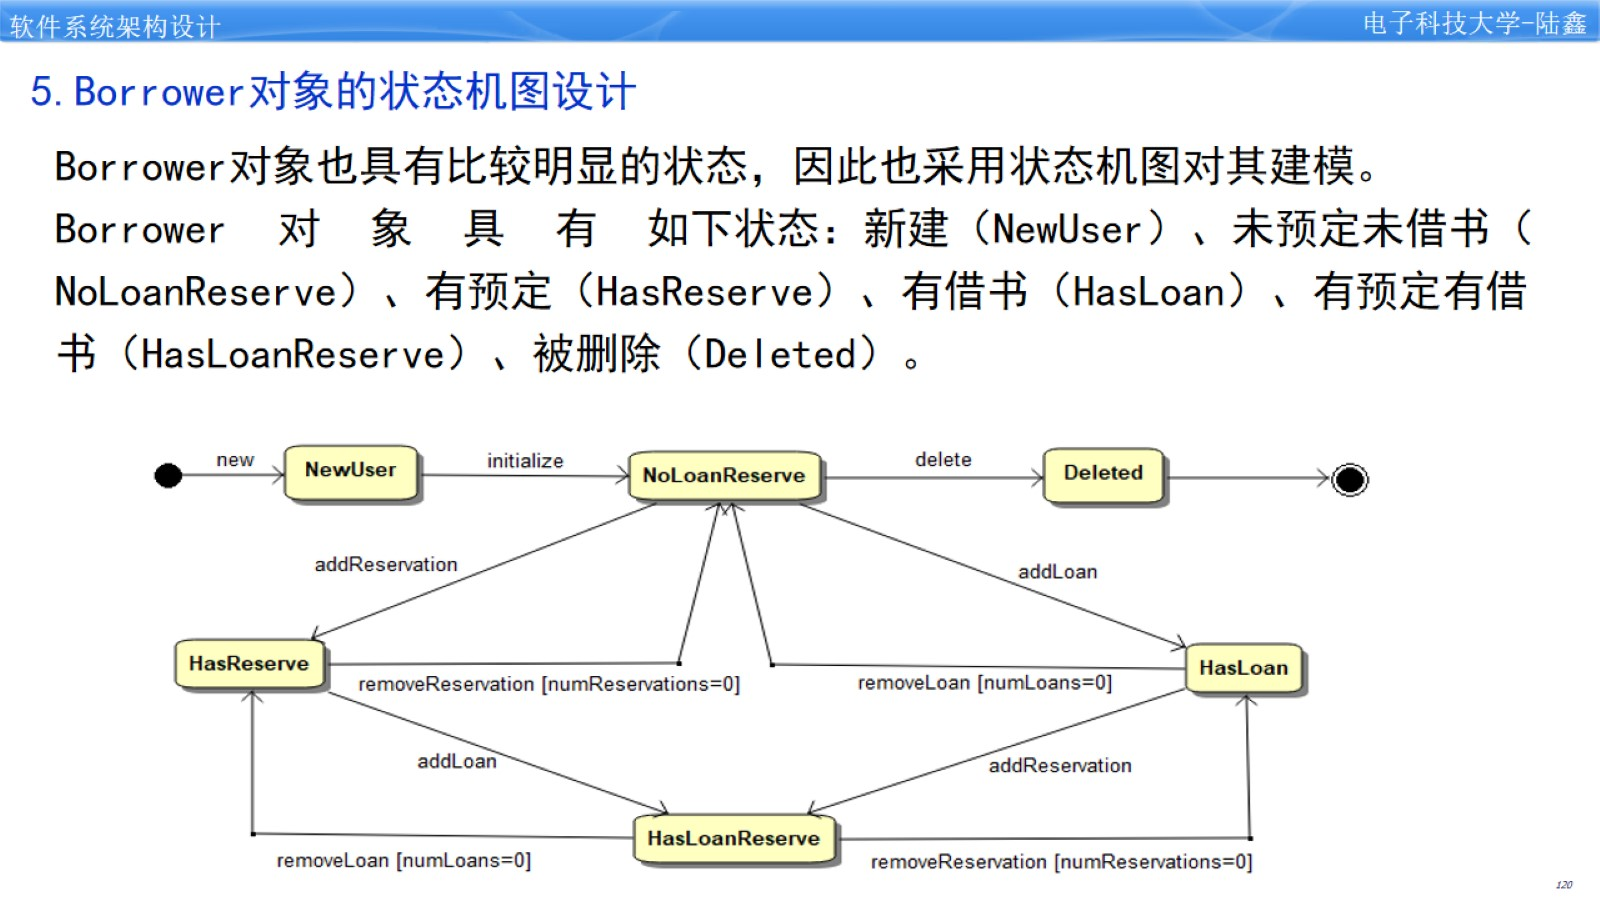 软件系统架构设计
电子科技大学-陆鑫
5.Borrower对象的状态机图设计
Borrower对象也具有比较明显的状态，因此也采用状态机图对其建模。
Borrower 对 象 具 有 如下状态：新建（NewUser）、未预定未借书（
NoLoanReserve）、有预定（HasReserve）、有借书（HasLoan）、有预定有借
书（HasLoanReserve）、被删除（Deleted）。
new
NewUser
initialize
NoLoanReserve
delete
Deleted
addReservation
addLoan
HasReserve
HasLoan
removeReservation [numReservations=0]
removeLoan [numLoans=0]
addLoan
addReservation
HasLoanReserve
removeLoan [numLoans=0]
removeReservation [numReservations=0]
120